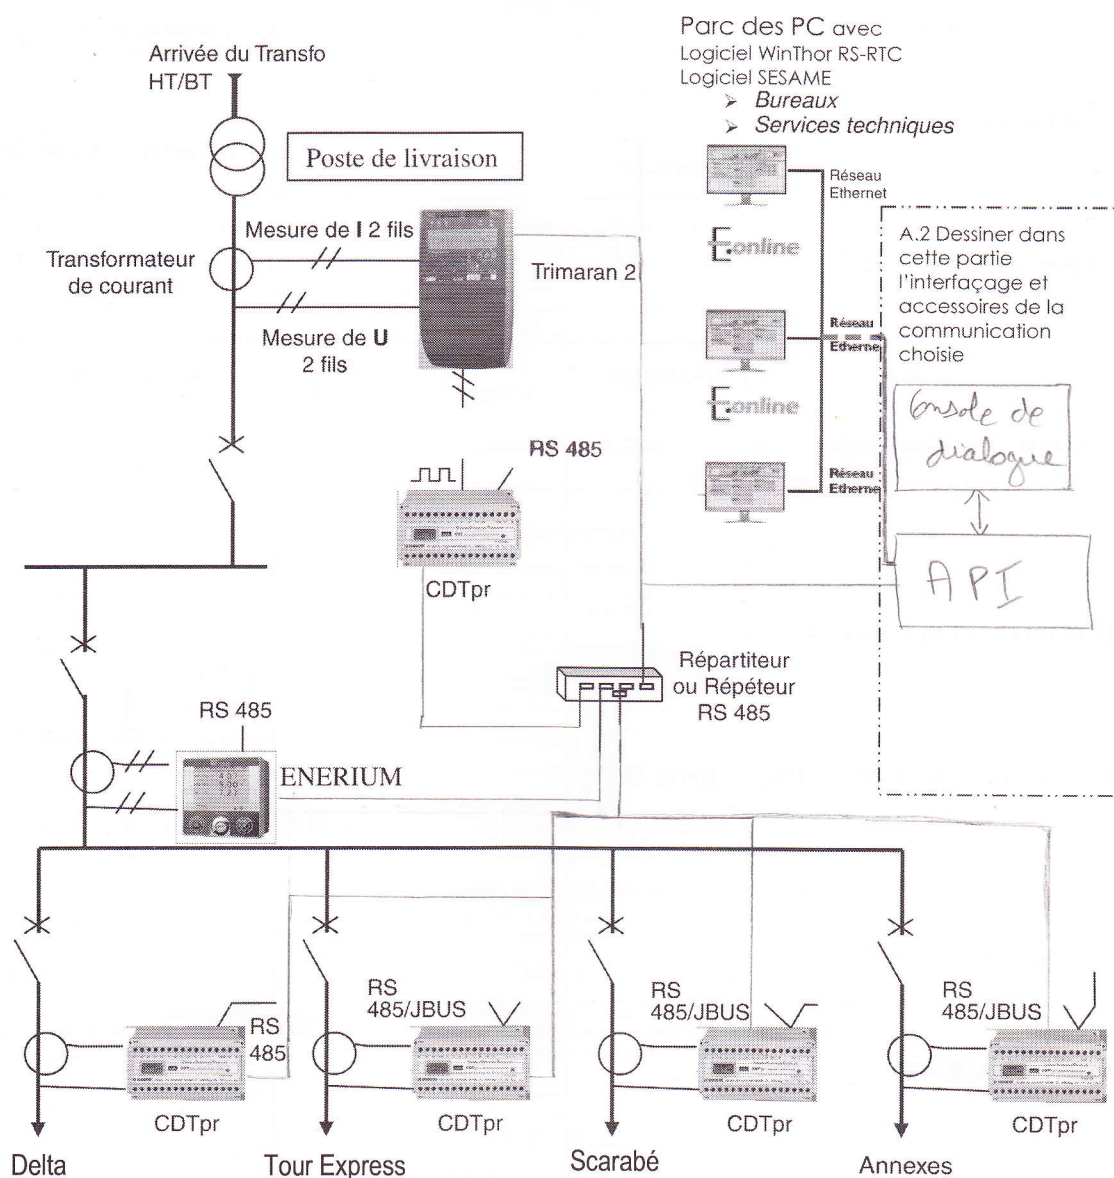 Parc des PC avec
Logiciel WinThor RS-RTC
Logiciel SESAME
➢ Bureaux
➢ Services techniques
Arrivée du Transfo
HT/BT
Poste de livraison
Réseau
Ethernet
Mesure de I 2 fils
Transformateur
de courant
Trimaran 2
Mesure de U
2 fils
E.online
A.2 Dessiner dans
cette partie
l'interfaçage et
accessoires de la
communication
choisie
Réseau
Etherne
E.online
Console de
dialogue
Réseau
Etherne
RS 485
CDTpr
API
Répartiteur
ou Répéteur
RS 485
RS 485
ENERIUM
RS
485
CDTpr
Delta
RS
485/JBUS
CDTpr
Tour Express
RS
485/JBUS
CDTpr
Scarabé
RS
485/JBUS
CDTpr
Annexes